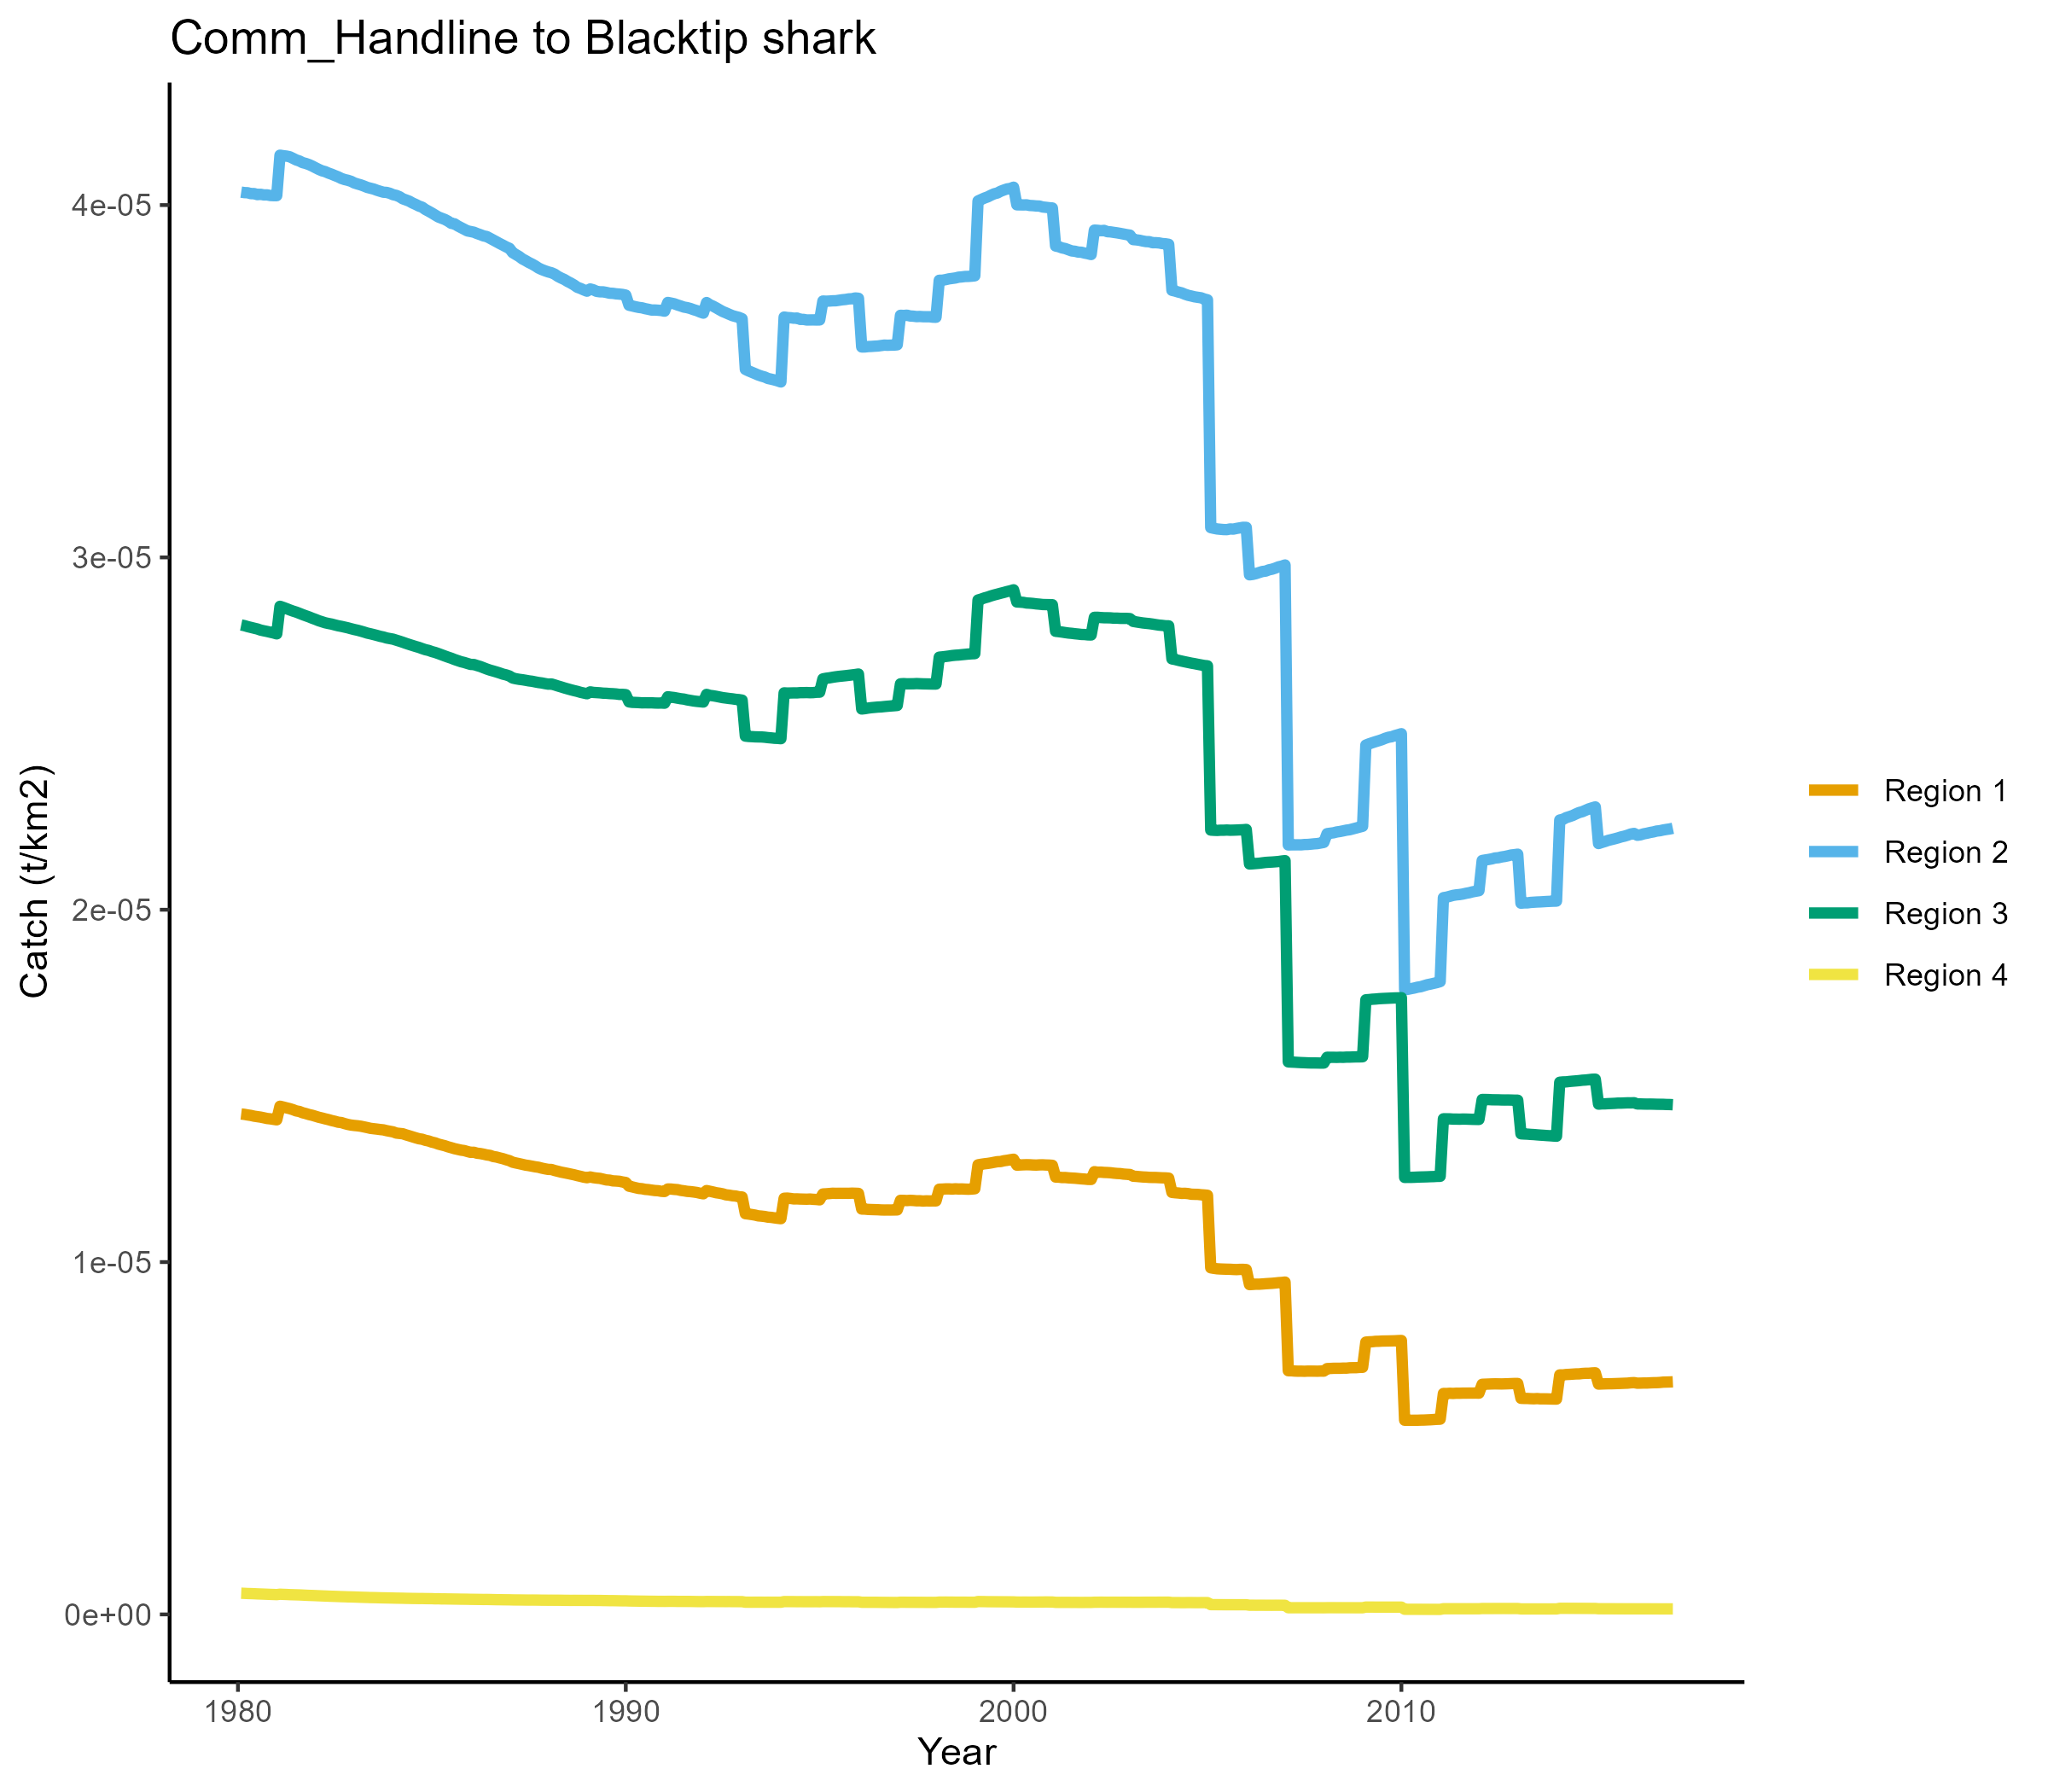 Comm_Handline to Blacktip shark
Catch (t/km2)
4e-05
3e-05
2e-05
1e-05
0e+00
1980
1990
2000
2010
Year
Region 1
Region 2
Region 3
Region 4